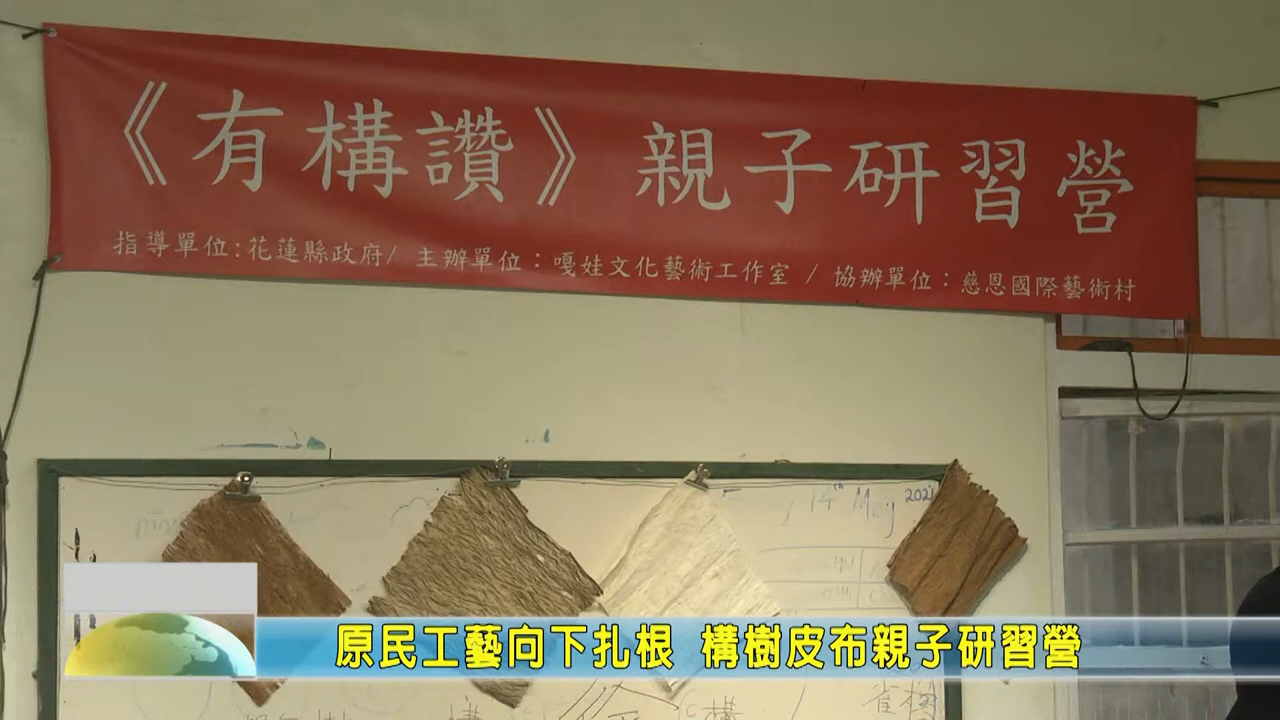 《有構讚》親子研習營
指導單位:花蓮縣政府/ 主辦單位：嘎娃文化藝術工作室 / 協辦單位：慈恩國際藝術村
14th May 2021
原民工藝向下扎根 構樹皮布親子研習營